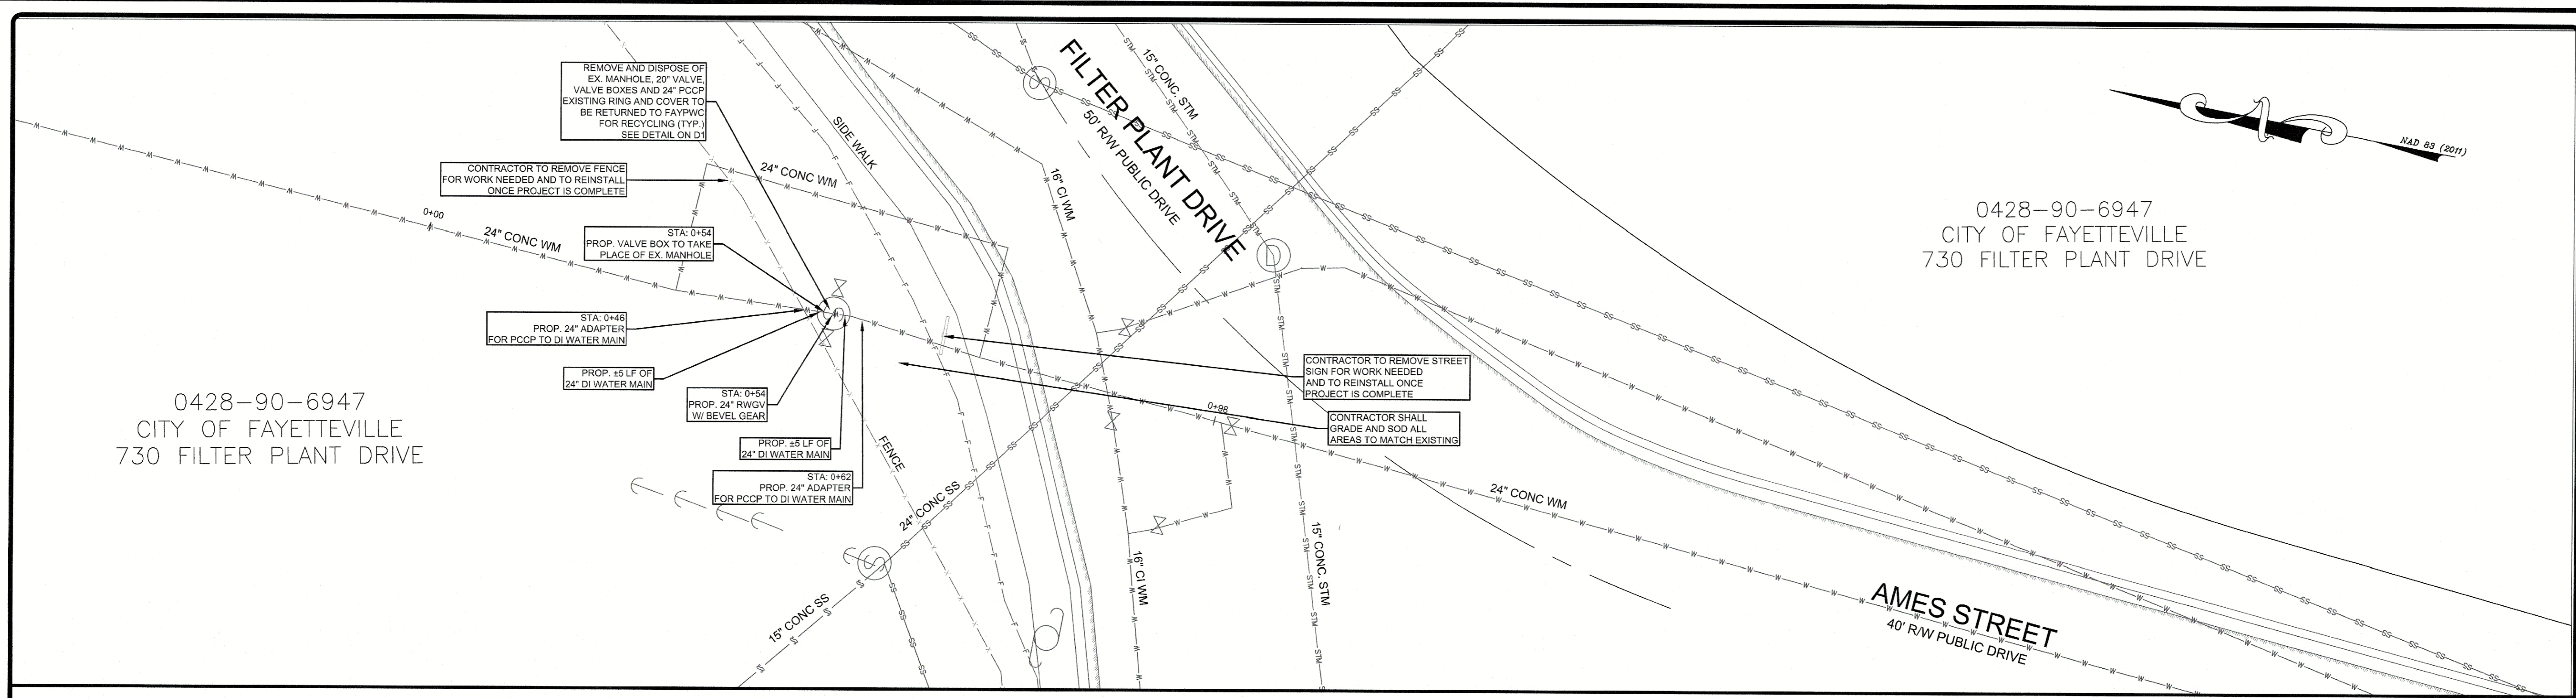 REMOVE AND DISPOSE OF
EX. MANHOLE, 20" VALVE,
VALVE BOXES AND 24" PCCP
EXISTING RING AND COVER TO
BE RETURNED TO FAYPWC
FOR RECYCLING (TYP.)
SEE DETAIL ON D1
CONTRACTOR TO REMOVE FENCE
FOR WORK NEEDED AND TO REINSTALL
ONCE PROJECT IS COMPLETE
0+00
24" CONC WM
STA: 0+54
PROP. VALVE BOX TO TAKE
PLACE OF EX. MANHOLE
STA: 0+46
PROP. 24" ADAPTER
FOR PCCP TO DI WATER MAIN
PROP. ±5 LF OF
24" DI WATER MAIN
STA: 0+54
PROP. 24" RWGV
W/ BEVEL GEAR
PROP. ±5 LF OF
24" DI WATER MAIN
STA: 0+62
PROP. 24" ADAPTER
FOR PCCP TO DI WATER MAIN
0428-90-6947
CITY OF FAYETTEVILLE
730 FILTER PLANT DRIVE
24" CONC WM
SIDE WALK
FENCE
24" CONC SS
15" CONC SS
16" CI WM
16" CI WM
FILTER PLANT DRIVE
50' R/W PUBLIC DRIVE
15" CONC. STM
D
15" CONC. STM
CONTRACTOR TO REMOVE STREET
SIGN FOR WORK NEEDED
AND TO REINSTALL ONCE
PROJECT IS COMPLETE
0+98
CONTRACTOR SHALL
GRADE AND SOD ALL
AREAS TO MATCH EXISTING
24" CONC WM
AMES STREET
40' R/W PUBLIC DRIVE
NAD 83 (2011)
0428-90-6947
CITY OF FAYETTEVILLE
730 FILTER PLANT DRIVE